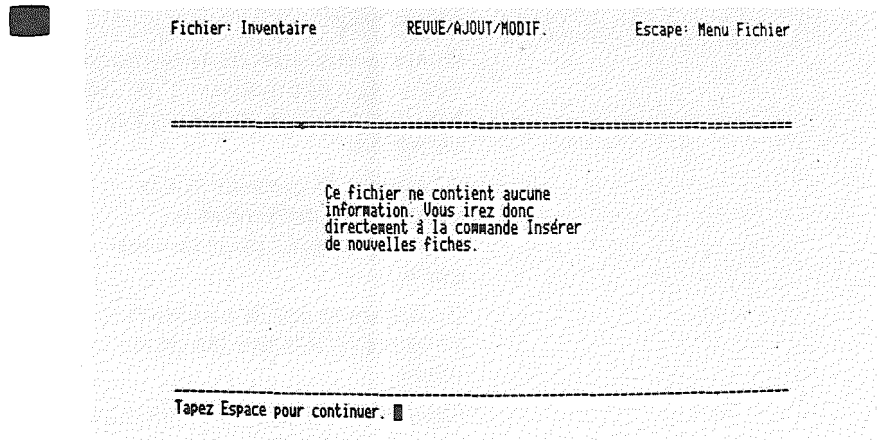 Fichier: Inventaire REVUE/AJOUT/MODIF. Escape: Menu Fichier
Ce fichier ne contient aucune
information. Vous irez donc
directement à la commande Insérer
de nouvelles fiches.
Tapez Espace pour continuer.